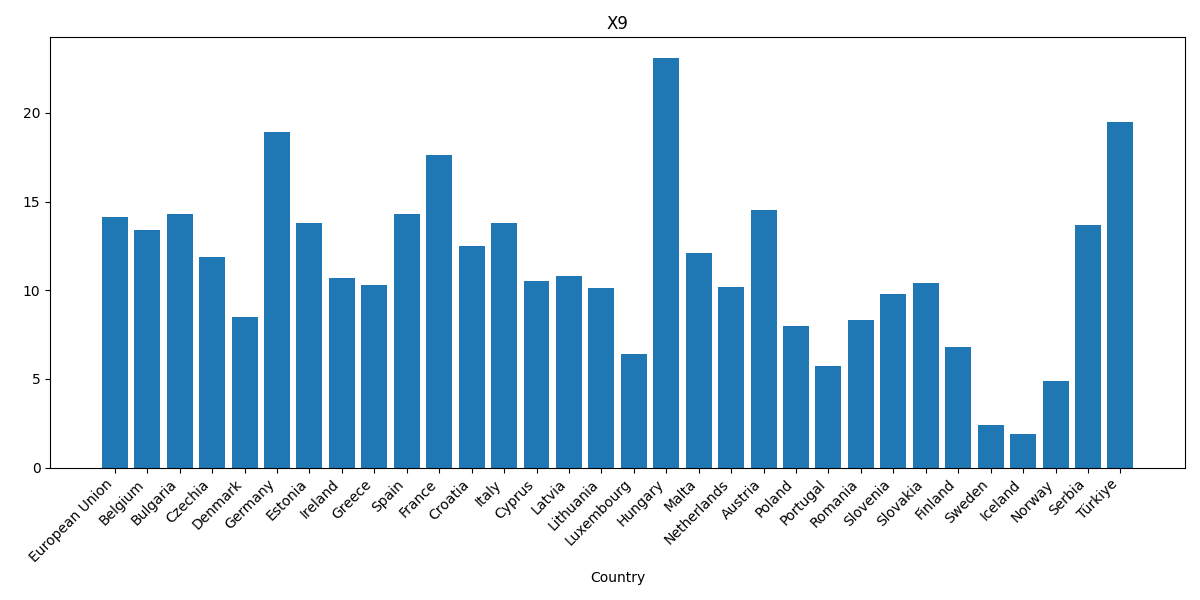 X9
20
15
10
5
0
European Union
Belgium
Bulgaria
Czechia
Denmark
Germany
Estonia
Ireland
Greece
Spain
France
Croatia
Italy
Cyprus
Latvia
Lithuania
Luxembourg
Hungary
Malta
Netherlands
Austria
Poland
Portugal
Romania
Slovenia
Slovakia
Finland
Sweden
Iceland
Norway
Serbia
Türkiye
Country